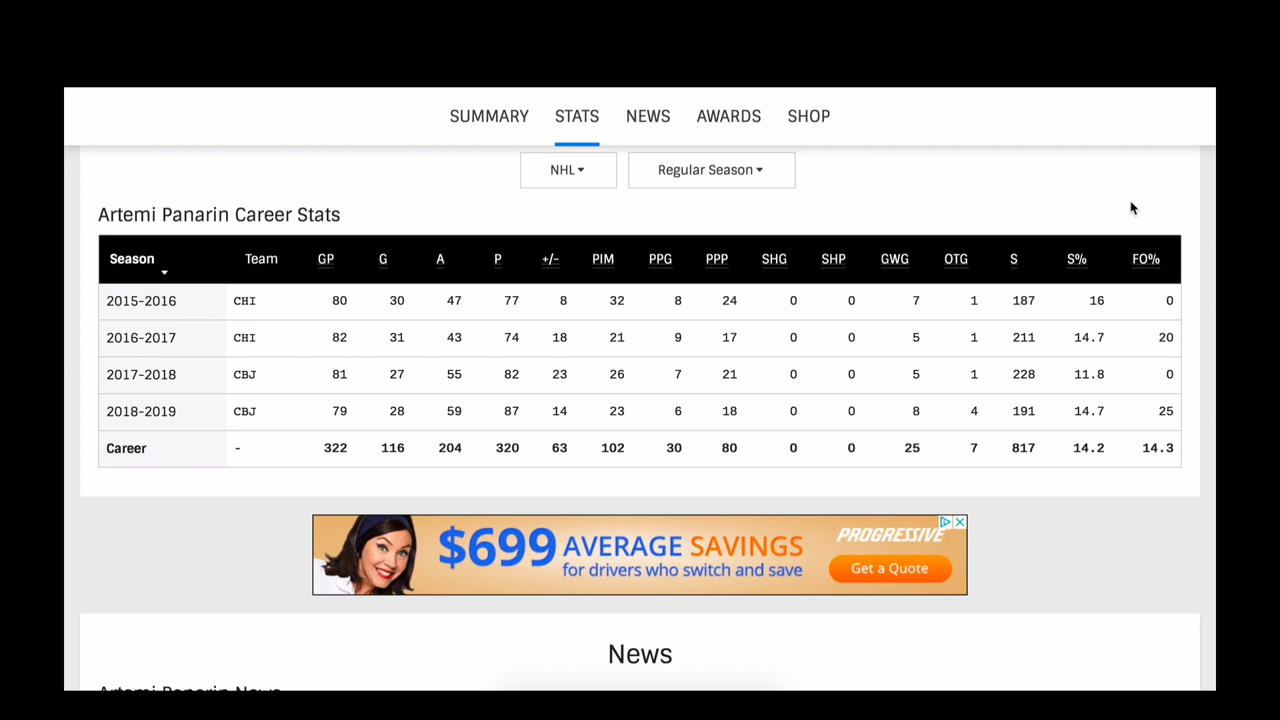 SUMMARY STATS NEWS AWARDS SHOP
NHL Regular Season
Artemi Panarin Career Stats
Season Team GP G A P +/- PIM PPG PPP SHG SHP GWG OTG S S% FO%
2015-2016 CHI 80 30 47 77 8 32 8 24 0 0 7 1 187 16 0
2016-2017 CHI 82 31 43 74 18 21 9 17 0 0 5 1 211 14.7 20
2017-2018 CBJ 81 27 55 82 23 26 7 21 0 0 5 1 228 11.8 0
2018-2019 CBJ 79 28 59 87 14 23 6 18 0 0 8 4 191 14.7 25
Career - 322 116 204 320 63 102 30 80 0 0 25 7 817 14.2 14.3
$699 AVERAGE SAVINGS
for drivers who switch and save
PROGRESSIVE
Get a Quote
News
Artemi Panarin News